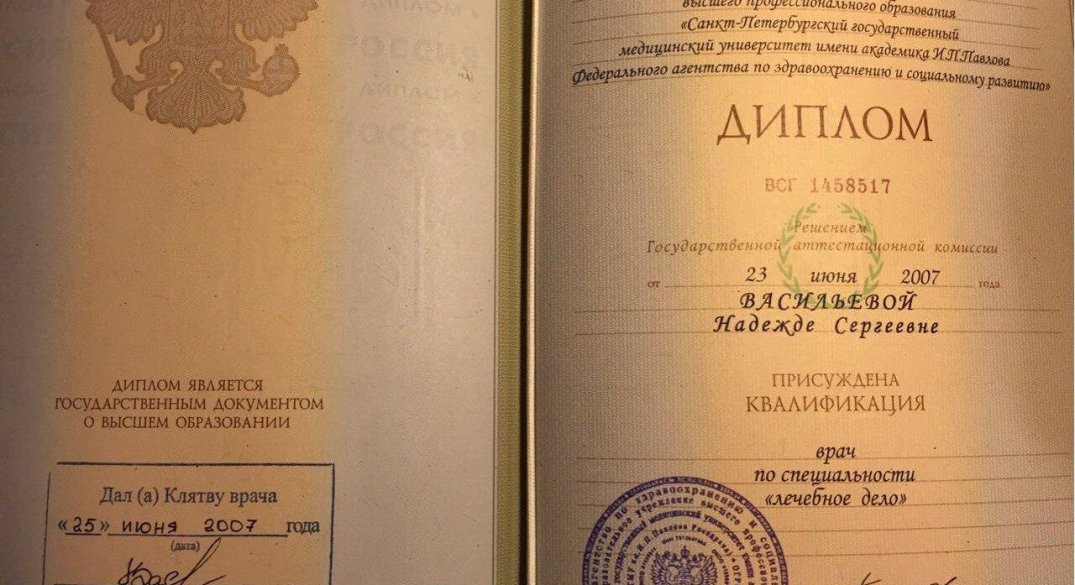 ДИПЛОМ ЯВЛЯЕТСЯ
ГОСУДАРСТВЕННЫМ ДОКУМЕНТОМ
О ВЫСШЕМ ОБРАЗОВАНИИ
Дал (а) Клятву врача
«25» июня 2007 года
(дата)
высшего профессионального образования
«Санкт-Петербургский государственный
медицинский университет имени академика И.П.Павлова
Федерального агентства по здравоохранению и социальному развитию»
ДИПЛОМ
ВСГ 1458517
Решением
Государственной аттестационной комиссии
от 23 июня 2007 года
ВАСИЛЬЕВОЙ
Надежде Сергеевне
ПРИСУЖДЕНА
КВАЛИФИКАЦИЯ
врач
по специальности
«лечебное дело»